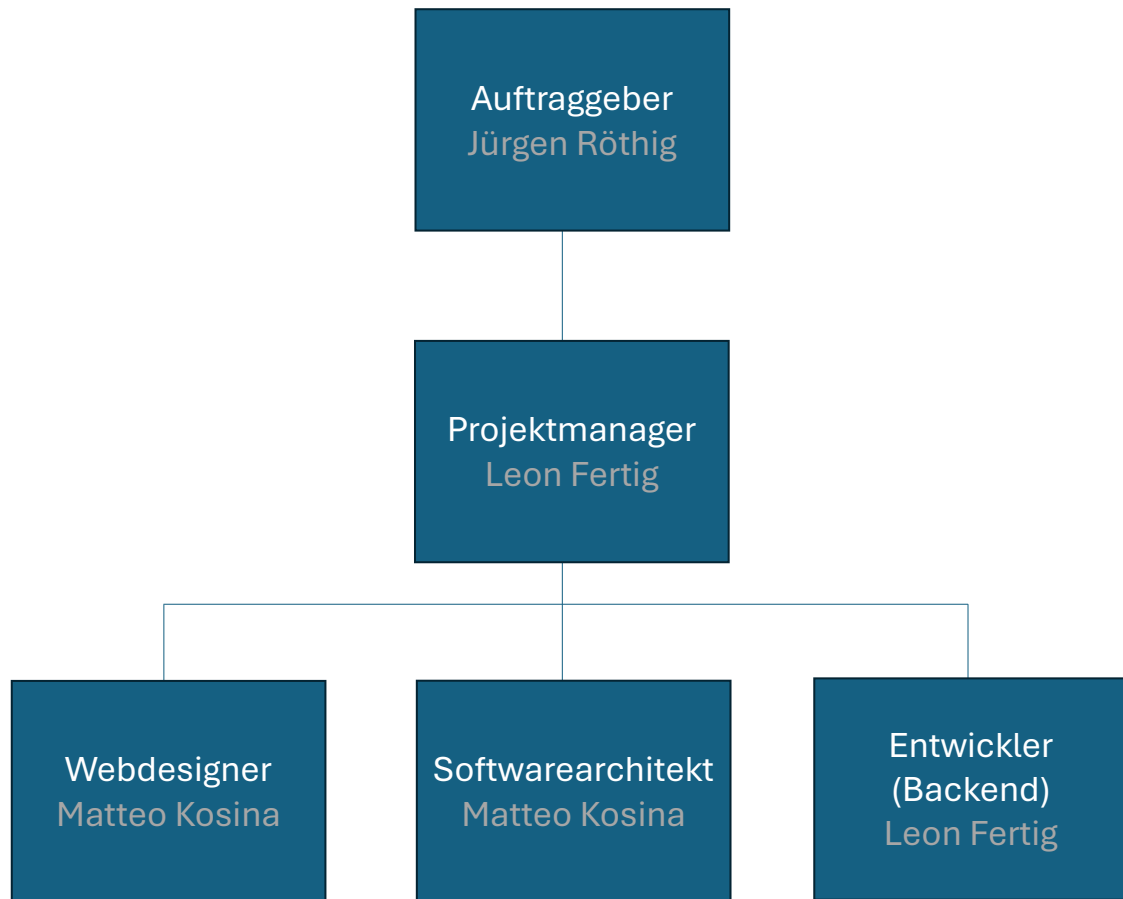 Auftraggeber
Jürgen Röthig
Projektmanager
Leon Fertig
Webdesigner
Matteo Kosina
Softwarearchitekt
Matteo Kosina
Entwickler
(Backend)
Leon Fertig